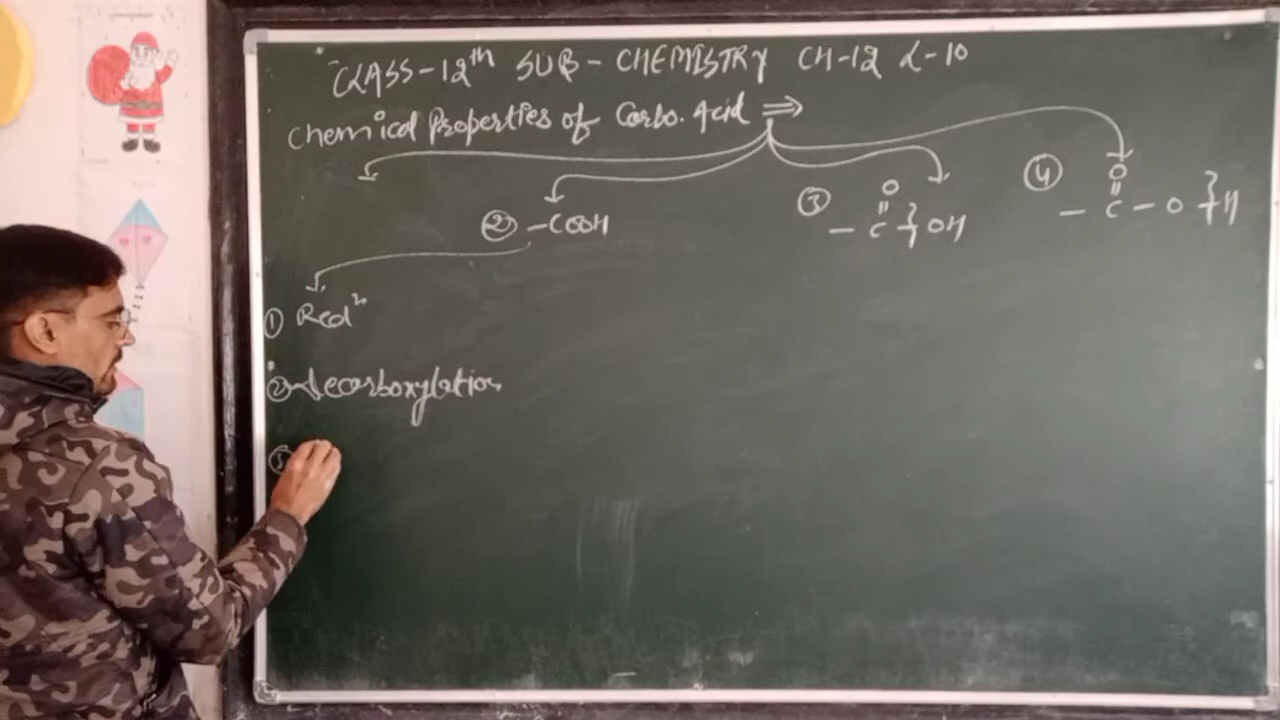 CLASS-12th SUB-CHEMISTRY CH-12 L-10
Chemical Properties of Carbo. Acid ⇒
② -COOH
③ - C } OH
O
④ - C - O } H
O
① Redn
② Decarboxylation
③